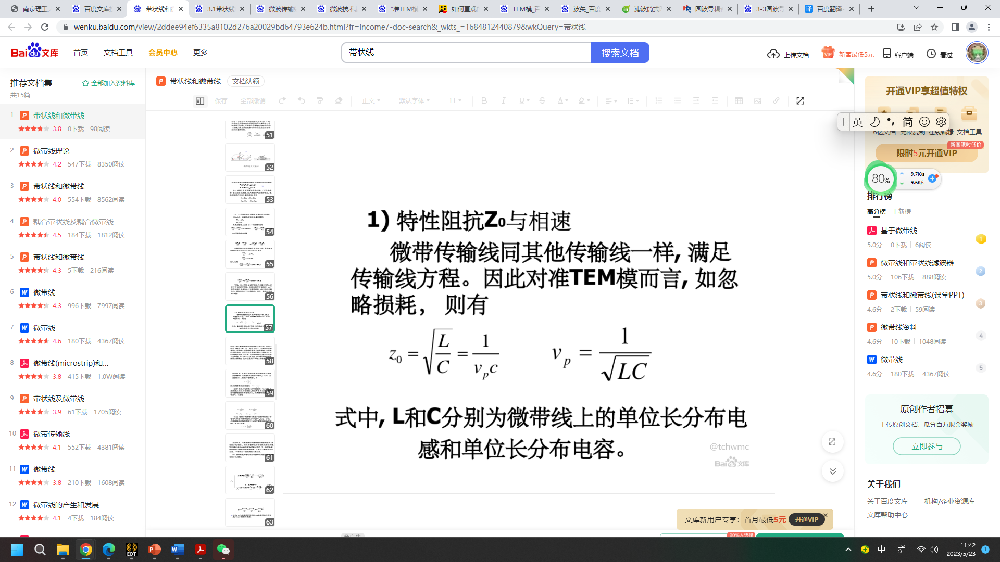 南京理工大
百度文库搜
带状线和微
3.1带状线
微波传输线
微波技术基
"准TEM模
如何直观地
TEM模_百
波矢_百度
滤波筒式
圆波导耦合
3-3圆波导
百度翻译-
wenku.baidu.com/view/2ddee94ef6335a8102d276a20029bd64793e624b.html?fr=income7-doc-search&_wkts_=1684812440879&wkQuery=带状线
Baidu文库
首页
文档工具
会员中心
更多
带状线
搜索文档
上传文档
VIP
新客最低5元
客户端
看过
推荐文档集
全部加入资料库
共15篇
1 带状线和微带线
3.8 0下载 98阅读
2 微带线理论
4.2 547下载 8350阅读
3 带状线和微带线
4.0 554下载 8562阅读
4 耦合带状线及耦合微带线
4.5 184下载 1812阅读
5 带状线和微带线
4.3 5下载 216阅读
6 微带线
4.3 996下载 7997阅读
7 微带线
4.6 180下载 4367阅读
8 微带线(microstrip)和...
3.8 415下载 1.0W阅读
9 带状线及微带线
3.9 61下载 1705阅读
10 微带传输线
4.1 552下载 4381阅读
11 微带线
3.8 210下载 1608阅读
12 微带线的产生和发展
4.1 4下载 184阅读
带状线和微带线
文档认领
保存
全部撤销
正文
默认字体
11
51
52
53
54
55
56
57
58
59
60
61
62
63
1) 特性阻抗Z₀与相速
微带传输线同其他传输线一样, 满足
传输线方程。因此对准TEM模而言, 如忽
略损耗， 则有
z₀ = √(L/C) = 1/(v_p c)
v_p = 1/√(LC)
式中, L和C分别为微带线上的单位长分布电
感和单位长分布电容。
@tchwmc
Baidu文库
文库新用户专享：首月最低5元
开通VIP
90%人选择
免广告
开通VIP享超值特权
英
简
6亿文档 无限复制 在线编辑 文档工具
新客限时低价
限时5元开通VIP
80%
9.7K/s
9.6K/s
排行榜
高分榜 上新榜
基于微带线
5.0分 0下载 6阅读
1
微带线和带状线滤波器
5.0分 106下载 888阅读
2
带状线和微带线(课堂PPT)
4.6分 2下载 59阅读
3
微带线资料
4.6分 10下载 1048阅读
4
微带线
4.6分 180下载 4367阅读
5
原创作者招募
上传原创文档，瓜分百万现金奖励
立即参与
关于我们
关于百度文库
机构/企业资源库
文库帮助中心
EDT
中
拼
11:42
2023/5/23
1